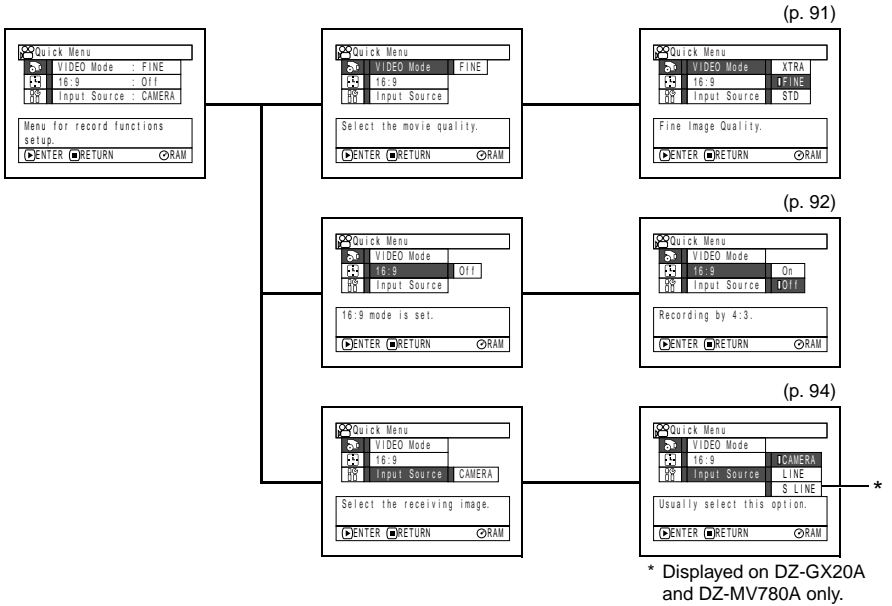 (p. 91)
Quick Menu
VIDEO Mode : FINE
16:9 : Off
Input Source : CAMERA
Menu for record functions
setup.
ENTER RETURN RAM
Quick Menu
VIDEO Mode FINE
16:9
Input Source
Select the movie quality.
ENTER RETURN RAM
Quick Menu
VIDEO Mode XTRA
16:9 FINE
Input Source STD
Fine Image Quality.
ENTER RETURN RAM
(p. 92)
Quick Menu
VIDEO Mode
16:9 Off
Input Source
16:9 mode is set.
ENTER RETURN RAM
Quick Menu
VIDEO Mode
16:9 On
Input Source Off
Recording by 4:3.
ENTER RETURN RAM
(p. 94)
Quick Menu
VIDEO Mode
16:9
Input Source CAMERA
Select the receiving image.
ENTER RETURN RAM
Quick Menu
VIDEO Mode
16:9 CAMERA
Input Source LINE
S LINE
*
Usually select this option.
ENTER RETURN RAM
* Displayed on DZ-GX20A
and DZ-MV780A only.